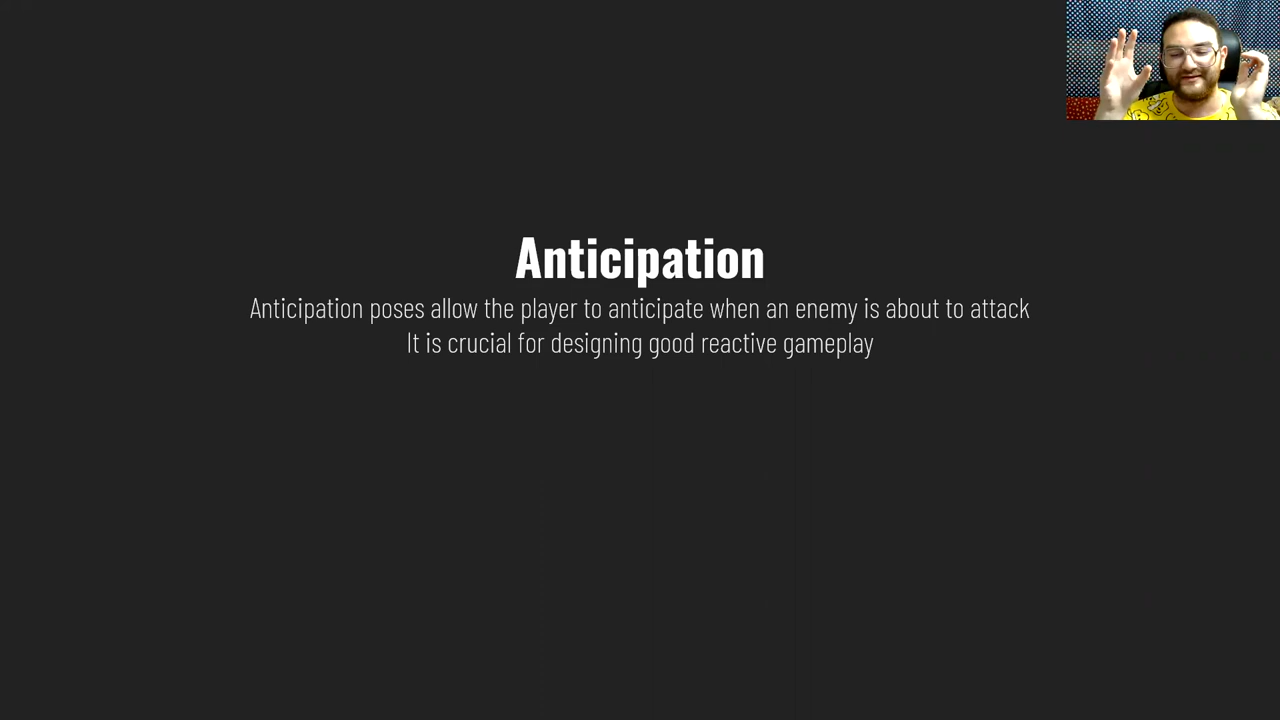 Anticipation
Anticipation poses allow the player to anticipate when an enemy is about to attack
It is crucial for designing good reactive gameplay